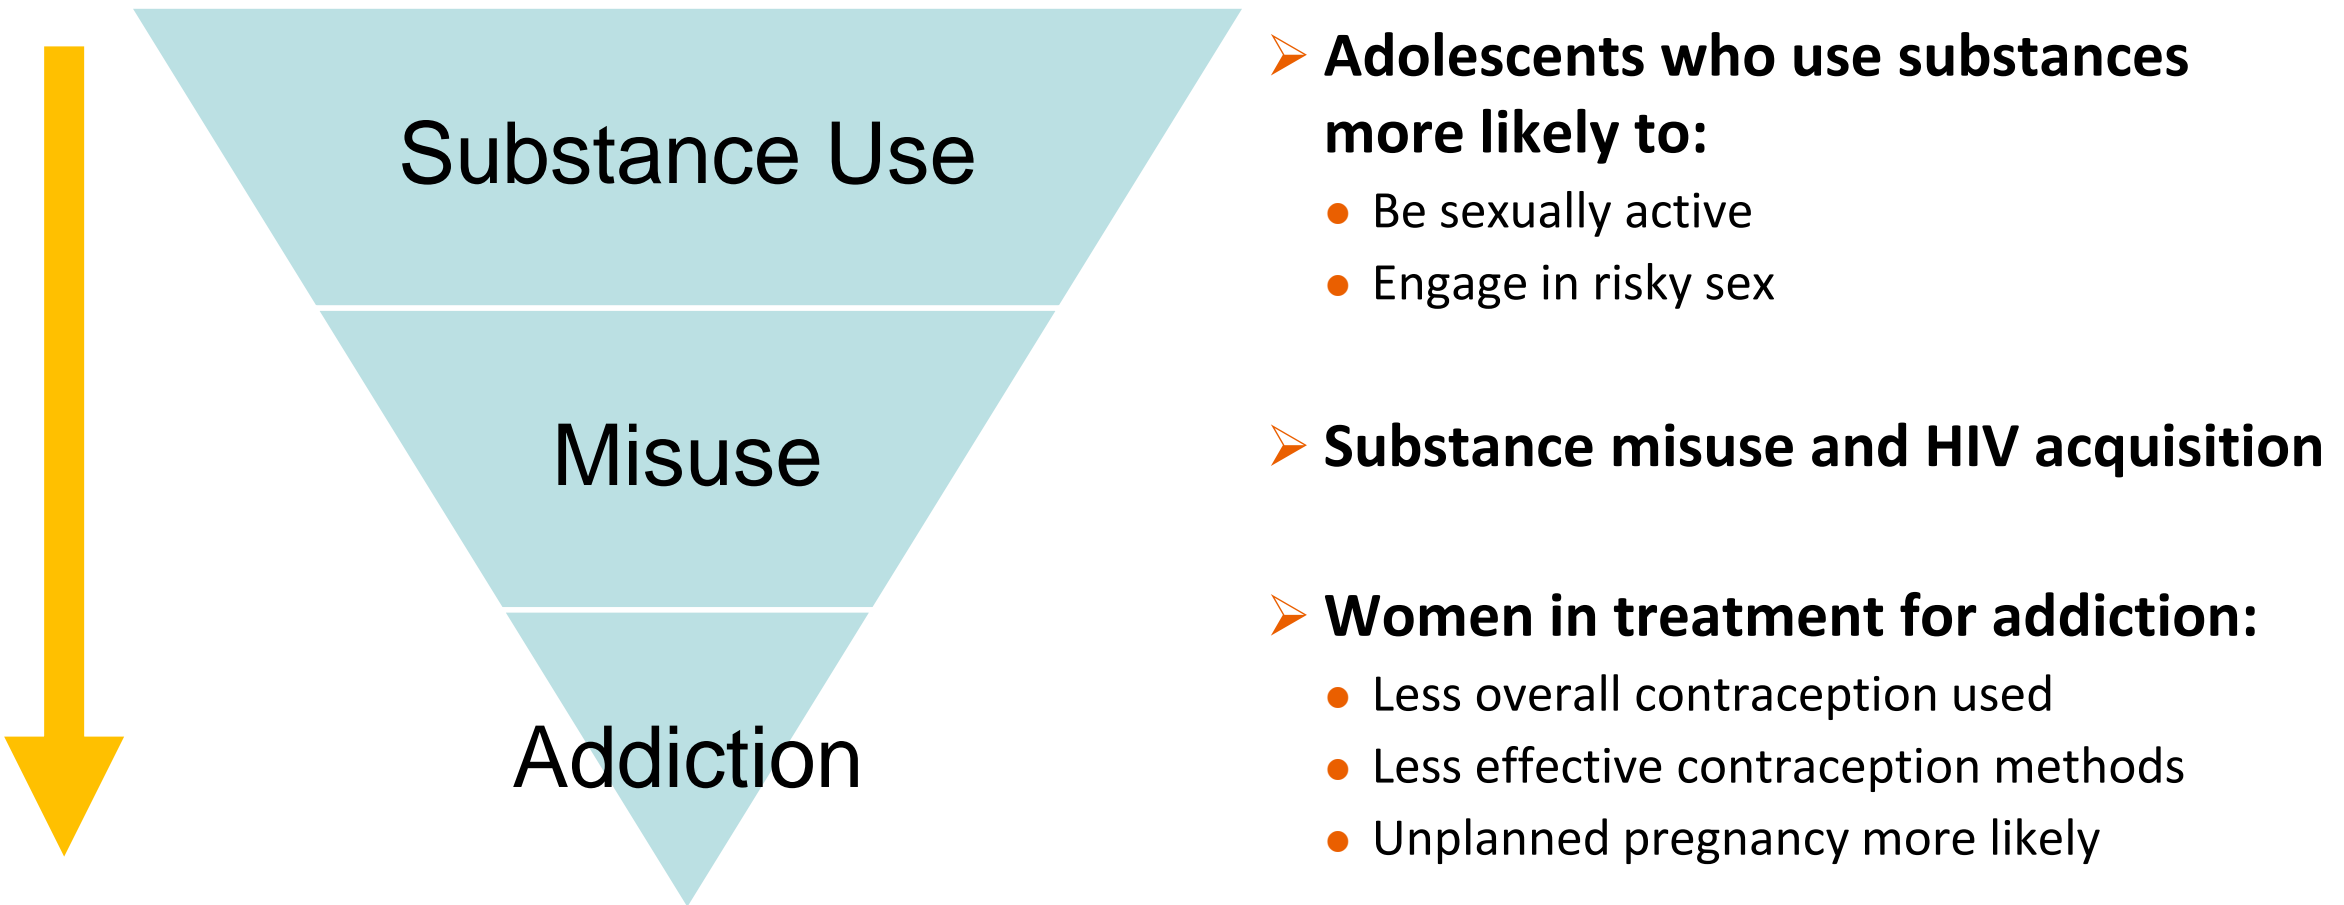 Substance Use
Misuse
Addiction
Adolescents who use substances
more likely to:
Be sexually active
Engage in risky sex
Substance misuse and HIV acquisition
Women in treatment for addiction:
Less overall contraception used
Less effective contraception methods
Unplanned pregnancy more likely